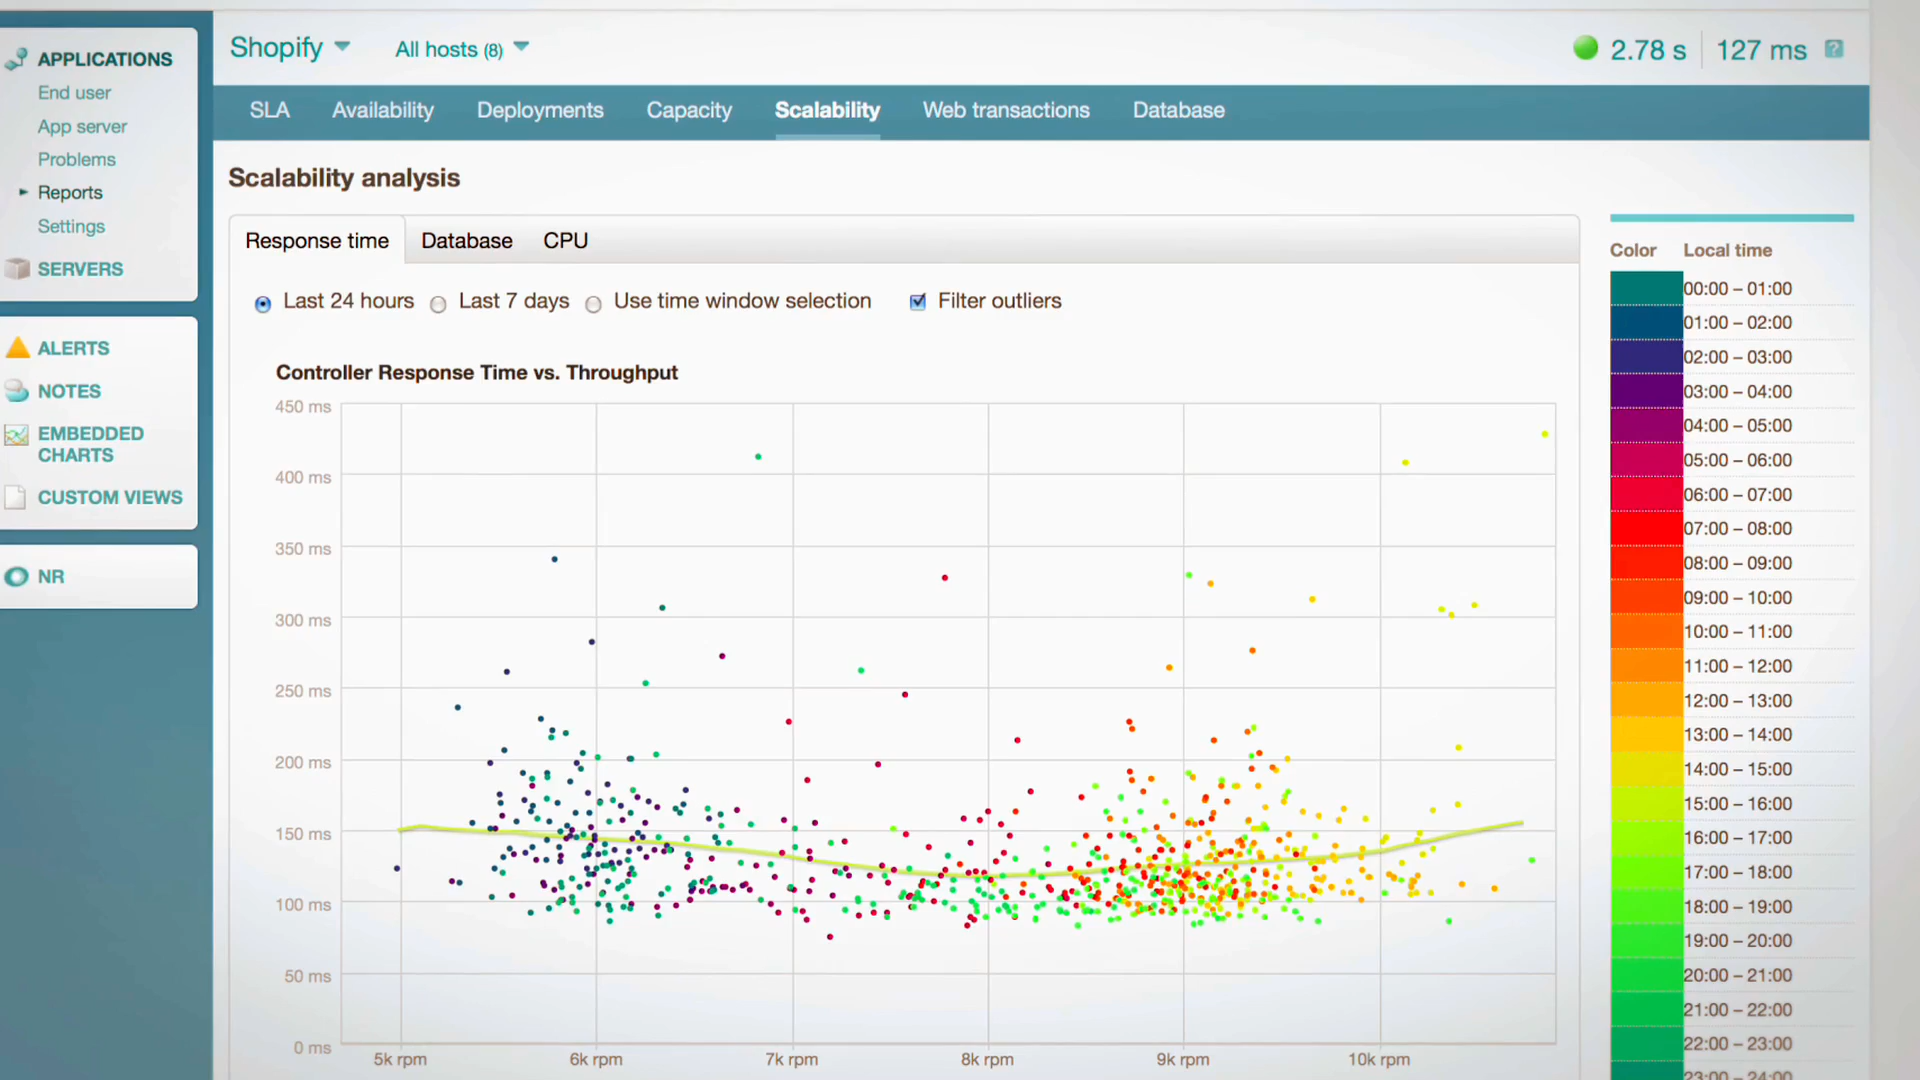 APPLICATIONS
End user
App server
Problems
Reports
Settings
SERVERS
ALERTS
NOTES
EMBEDDED
CHARTS
CUSTOM VIEWS
NR
Shopify All hosts (8) 2.78 s 127 ms ?
SLA Availability Deployments Capacity Scalability Web transactions Database
Scalability analysis
Response time Database CPU
Last 24 hours Last 7 days Use time window selection Filter outliers
Controller Response Time vs. Throughput
450 ms
400 ms
350 ms
300 ms
250 ms
200 ms
150 ms
100 ms
50 ms
0 ms
5k rpm 6k rpm 7k rpm 8k rpm 9k rpm 10k rpm
Color Local time
00:00 – 01:00
01:00 – 02:00
02:00 – 03:00
03:00 – 04:00
04:00 – 05:00
05:00 – 06:00
06:00 – 07:00
07:00 – 08:00
08:00 – 09:00
09:00 – 10:00
10:00 – 11:00
11:00 – 12:00
12:00 – 13:00
13:00 – 14:00
14:00 – 15:00
15:00 – 16:00
16:00 – 17:00
17:00 – 18:00
18:00 – 19:00
19:00 – 20:00
20:00 – 21:00
21:00 – 22:00
22:00 – 23:00
23:00 – 24:00